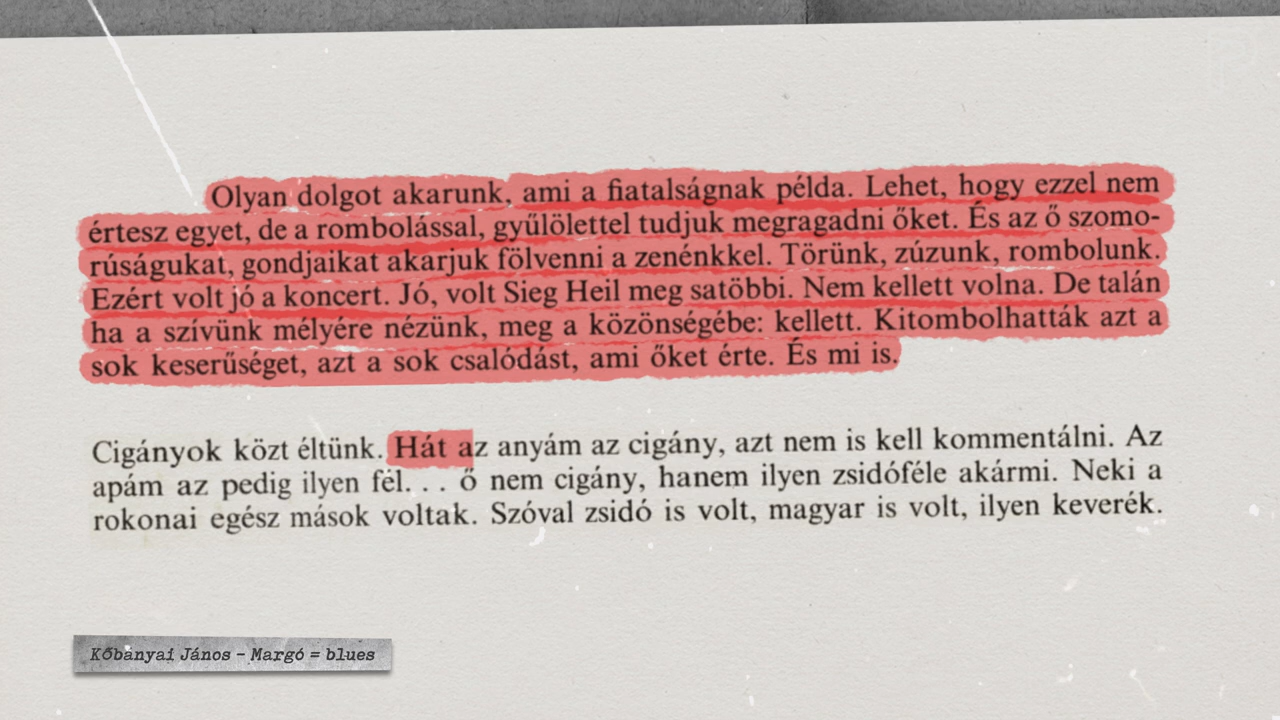 Olyan dolgot akarunk, ami a fiatalságnak példa. Lehet, hogy ezzel nem
értesz egyet, de a rombolással, gyűlölettel tudjuk megragadni őket. És az ő szomo-
rúságukat, gondjaikat akarjuk fölvenni a zenénkkel. Törünk, zúzunk, rombolunk.
Ezért volt jó a koncert. Jó, volt Sieg Heil meg satöbbi. Nem kellett volna. De talán
ha a szívünk mélyére nézünk, meg a közönségébe: kellett. Kitombolhatták azt a
sok keserűséget, azt a sok csalódást, ami őket érte. És mi is.
Cigányok közt éltünk. Hát az anyám az cigány, azt nem is kell kommentálni. Az
apám az pedig ilyen fél. . . ő nem cigány, hanem ilyen zsidóféle akármi. Neki a
rokonai egész mások voltak. Szóval zsidó is volt, magyar is volt, ilyen keverék.
Kőbányai János - Margó = blues